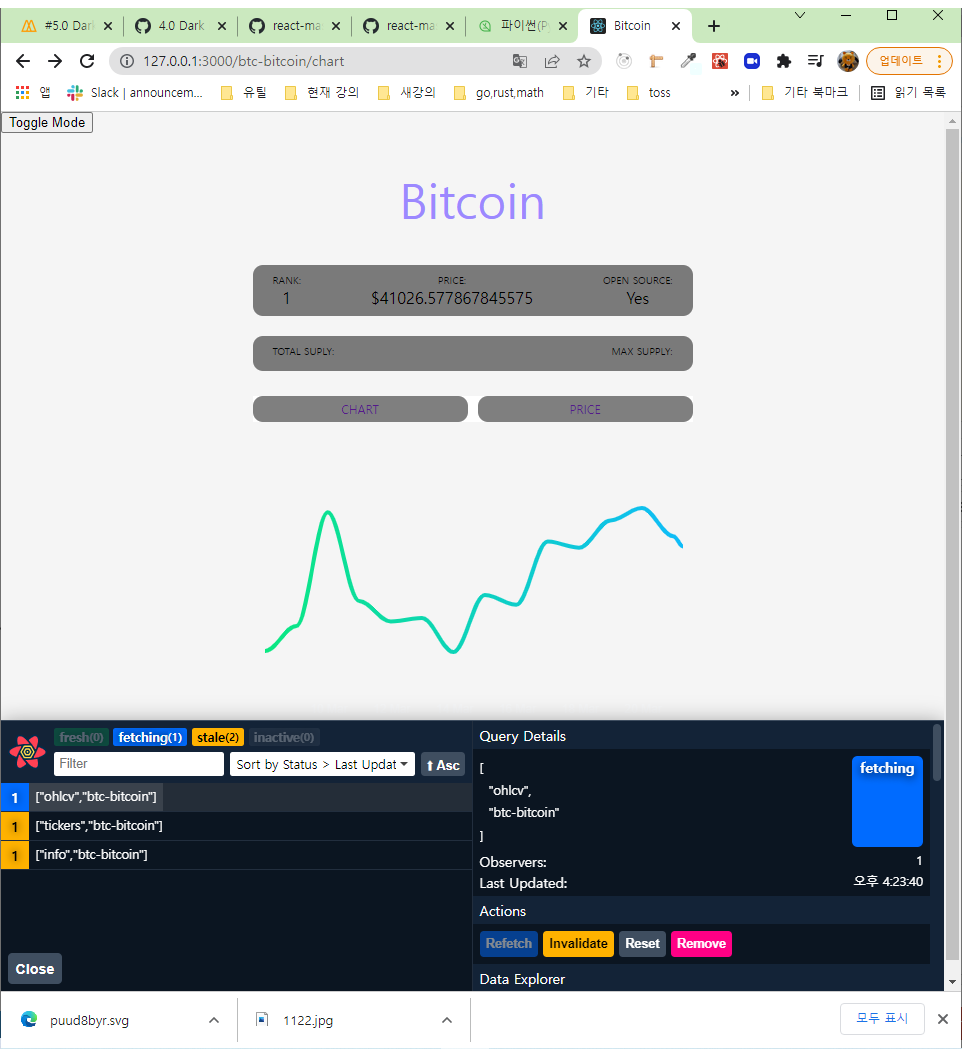 #5.0 Dark
4.0 Dark
react-ma
react-ma
파이썬(Py
Bitcoin
127.0.0.1:3000/btc-bitcoin/chart
업데이트
앱
Slack | announcem...
유틸
현재 강의
새강의
go,rust,math
기타
toss
»
기타 북마크
읽기 목록
Toggle Mode
Bitcoin
RANK: PRICE: OPEN SOURCE:
1 $41026.577867845575 Yes
TOTAL SUPLY: MAX SUPPLY:
CHART PRICE
fresh(0) fetching(1) stale(2) inactive(0)
Filter Sort by Status > Last Updat ⬆ Asc
1 ["ohlcv","btc-bitcoin"]
1 ["tickers","btc-bitcoin"]
1 ["info","btc-bitcoin"]
Close
Query Details
[
"ohlcv",
"btc-bitcoin"
]
fetching
Observers: 1
Last Updated: 오후 4:23:40
Actions
Refetch Invalidate Reset Remove
Data Explorer
puud8byr.svg
1122.jpg
모두 표시